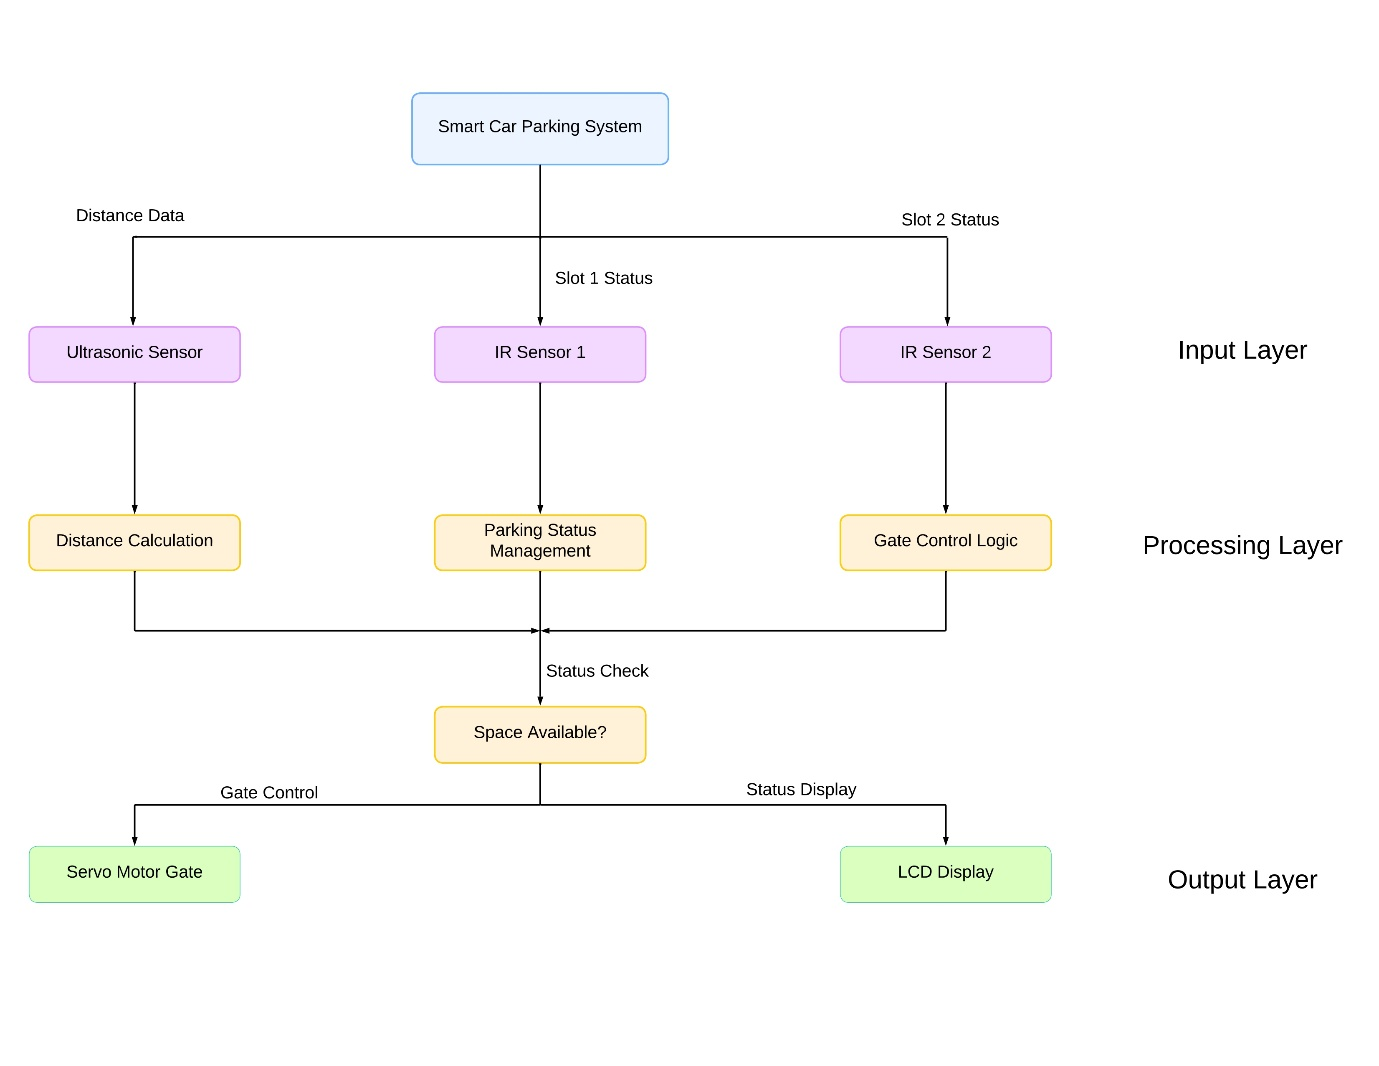 Smart Car Parking System
Distance Data
Slot 2 Status
Slot 1 Status
Ultrasonic Sensor
IR Sensor 1
IR Sensor 2
Input Layer
Distance Calculation
Parking Status
Management
Gate Control Logic
Processing Layer
Status Check
Space Available?
Gate Control
Status Display
Servo Motor Gate
LCD Display
Output Layer